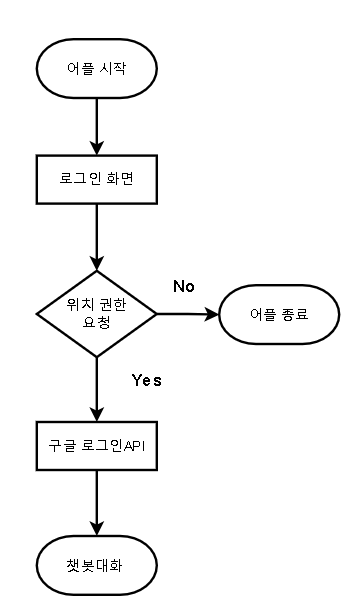 어플 시작
로그인 화면
위치 권한
요청
No
어플 종료
Yes
구글 로그인API
챗봇대화